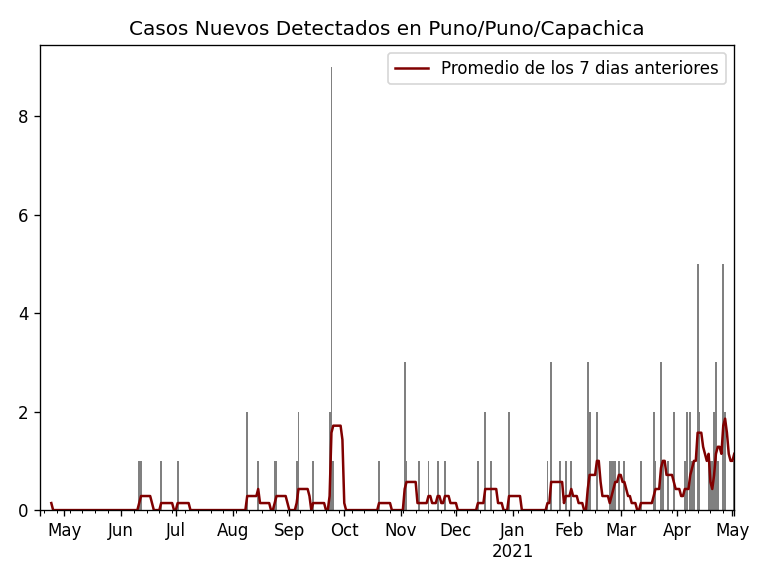 Casos Nuevos Detectados en Puno/Puno/Capachica
Promedio de los 7 dias anteriores
8
6
4
2
0
May Jun Jul Aug Sep Oct Nov Dec Jan Feb Mar Apr May
2021